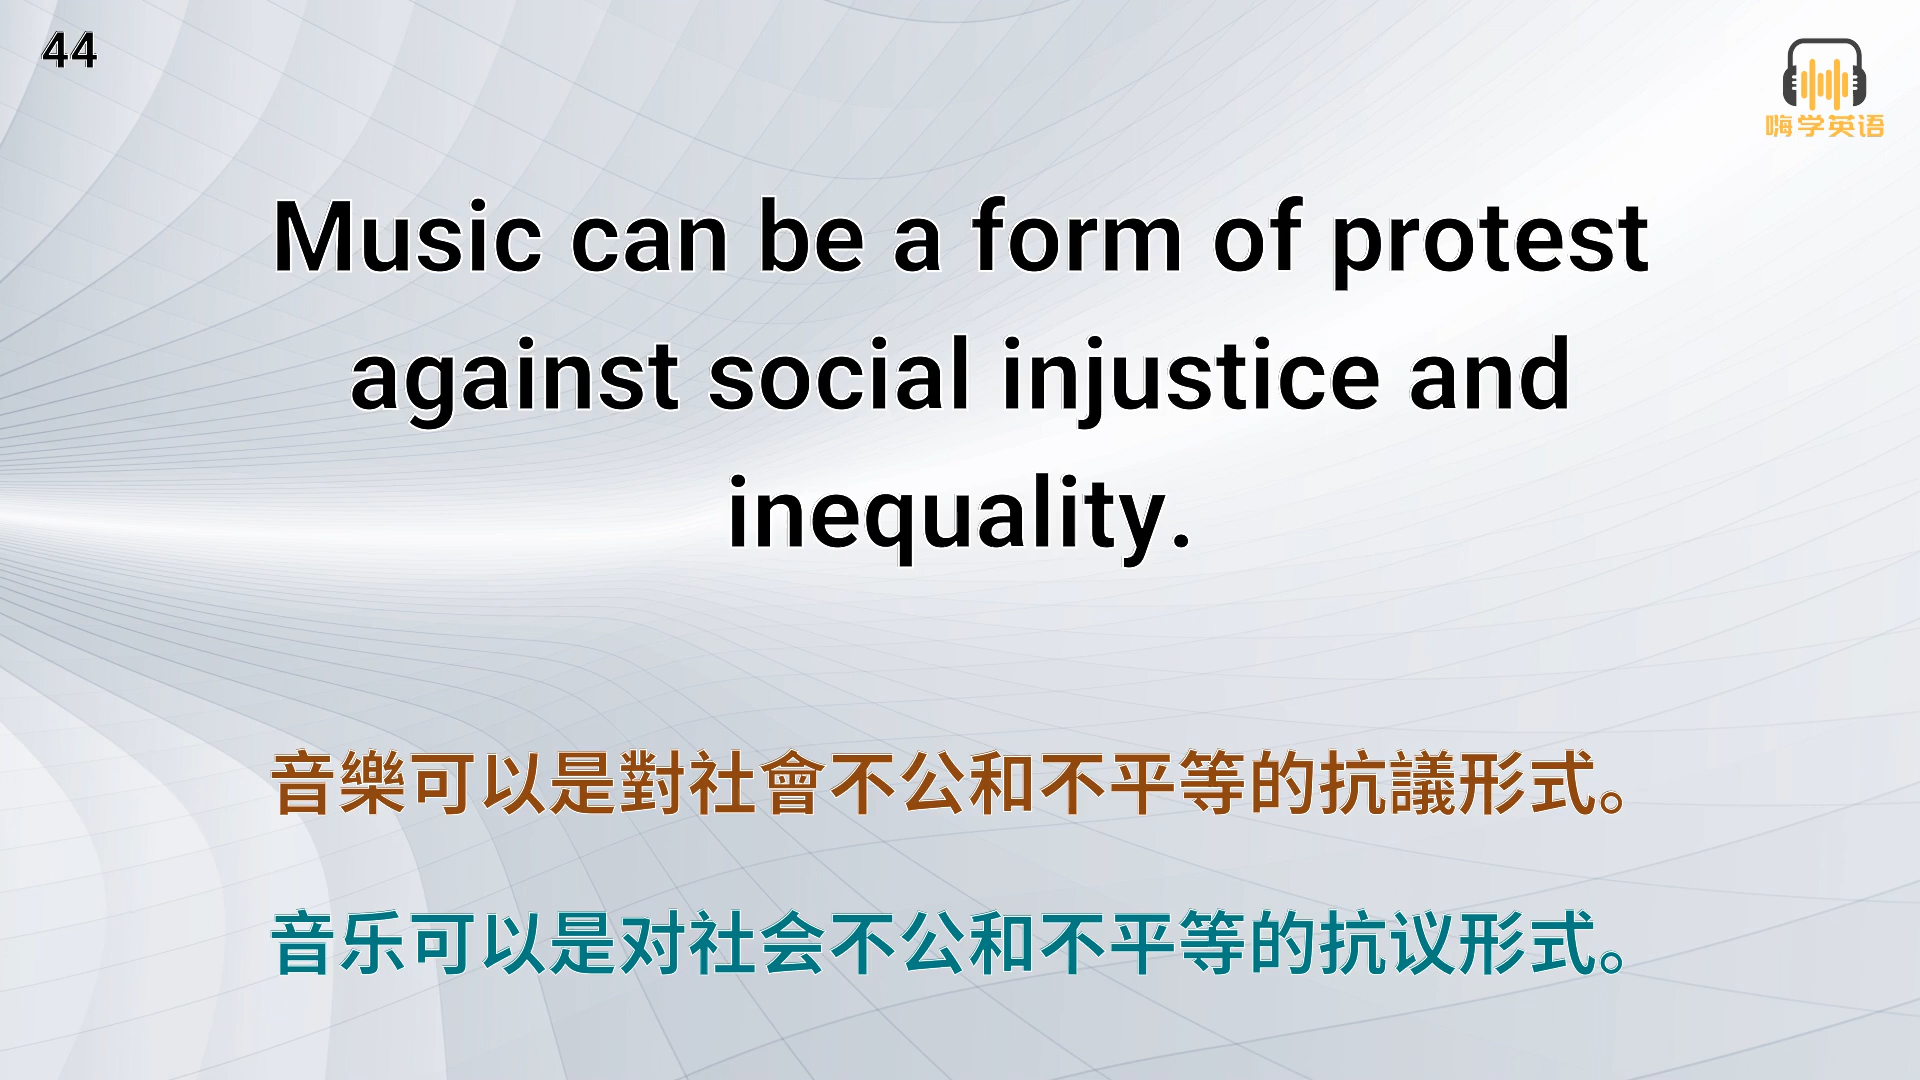 44
嗨学英语
Music can be a form of protest
against social injustice and
inequality.
音樂可以是對社會不公和不平等的抗議形式。
音乐可以是对社会不公和不平等的抗议形式。